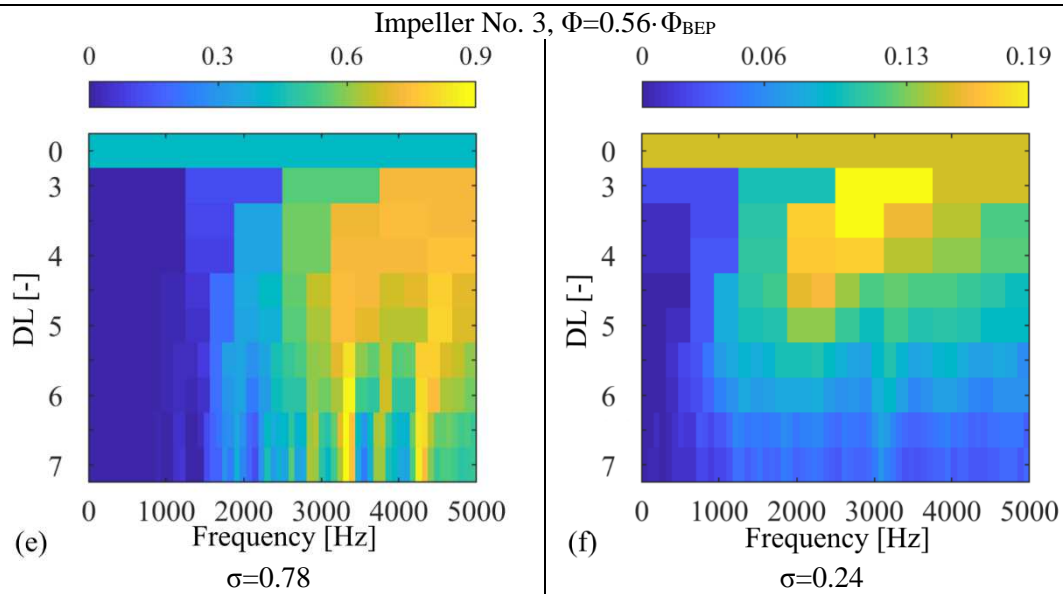 Impeller No. 3, Φ=0.56·ΦBEP
0 0.3 0.6 0.9
0
3
4
5
6
7
DL [-]
0 1000 2000 3000 4000 5000
Frequency [Hz]
(e)
σ=0.78
0 0.06 0.13 0.19
0
3
4
5
6
7
DL [-]
0 1000 2000 3000 4000 5000
Frequency [Hz]
(f)
σ=0.24